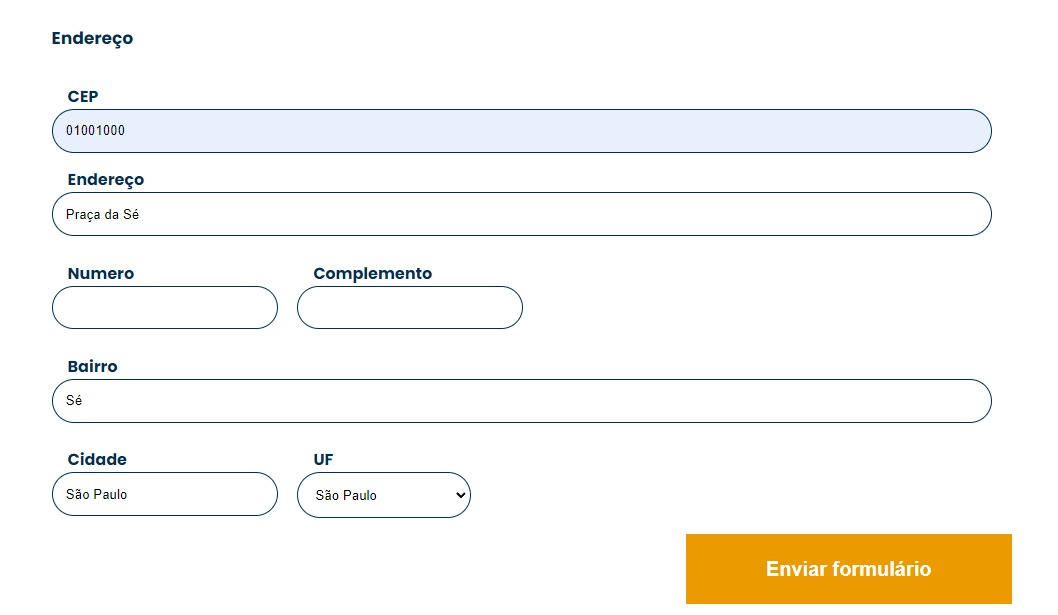 Endereço
CEP
01001000
Endereço
Praça da Sé
Numero Complemento
Bairro
Sé
Cidade UF
São Paulo São Paulo
Enviar formulário